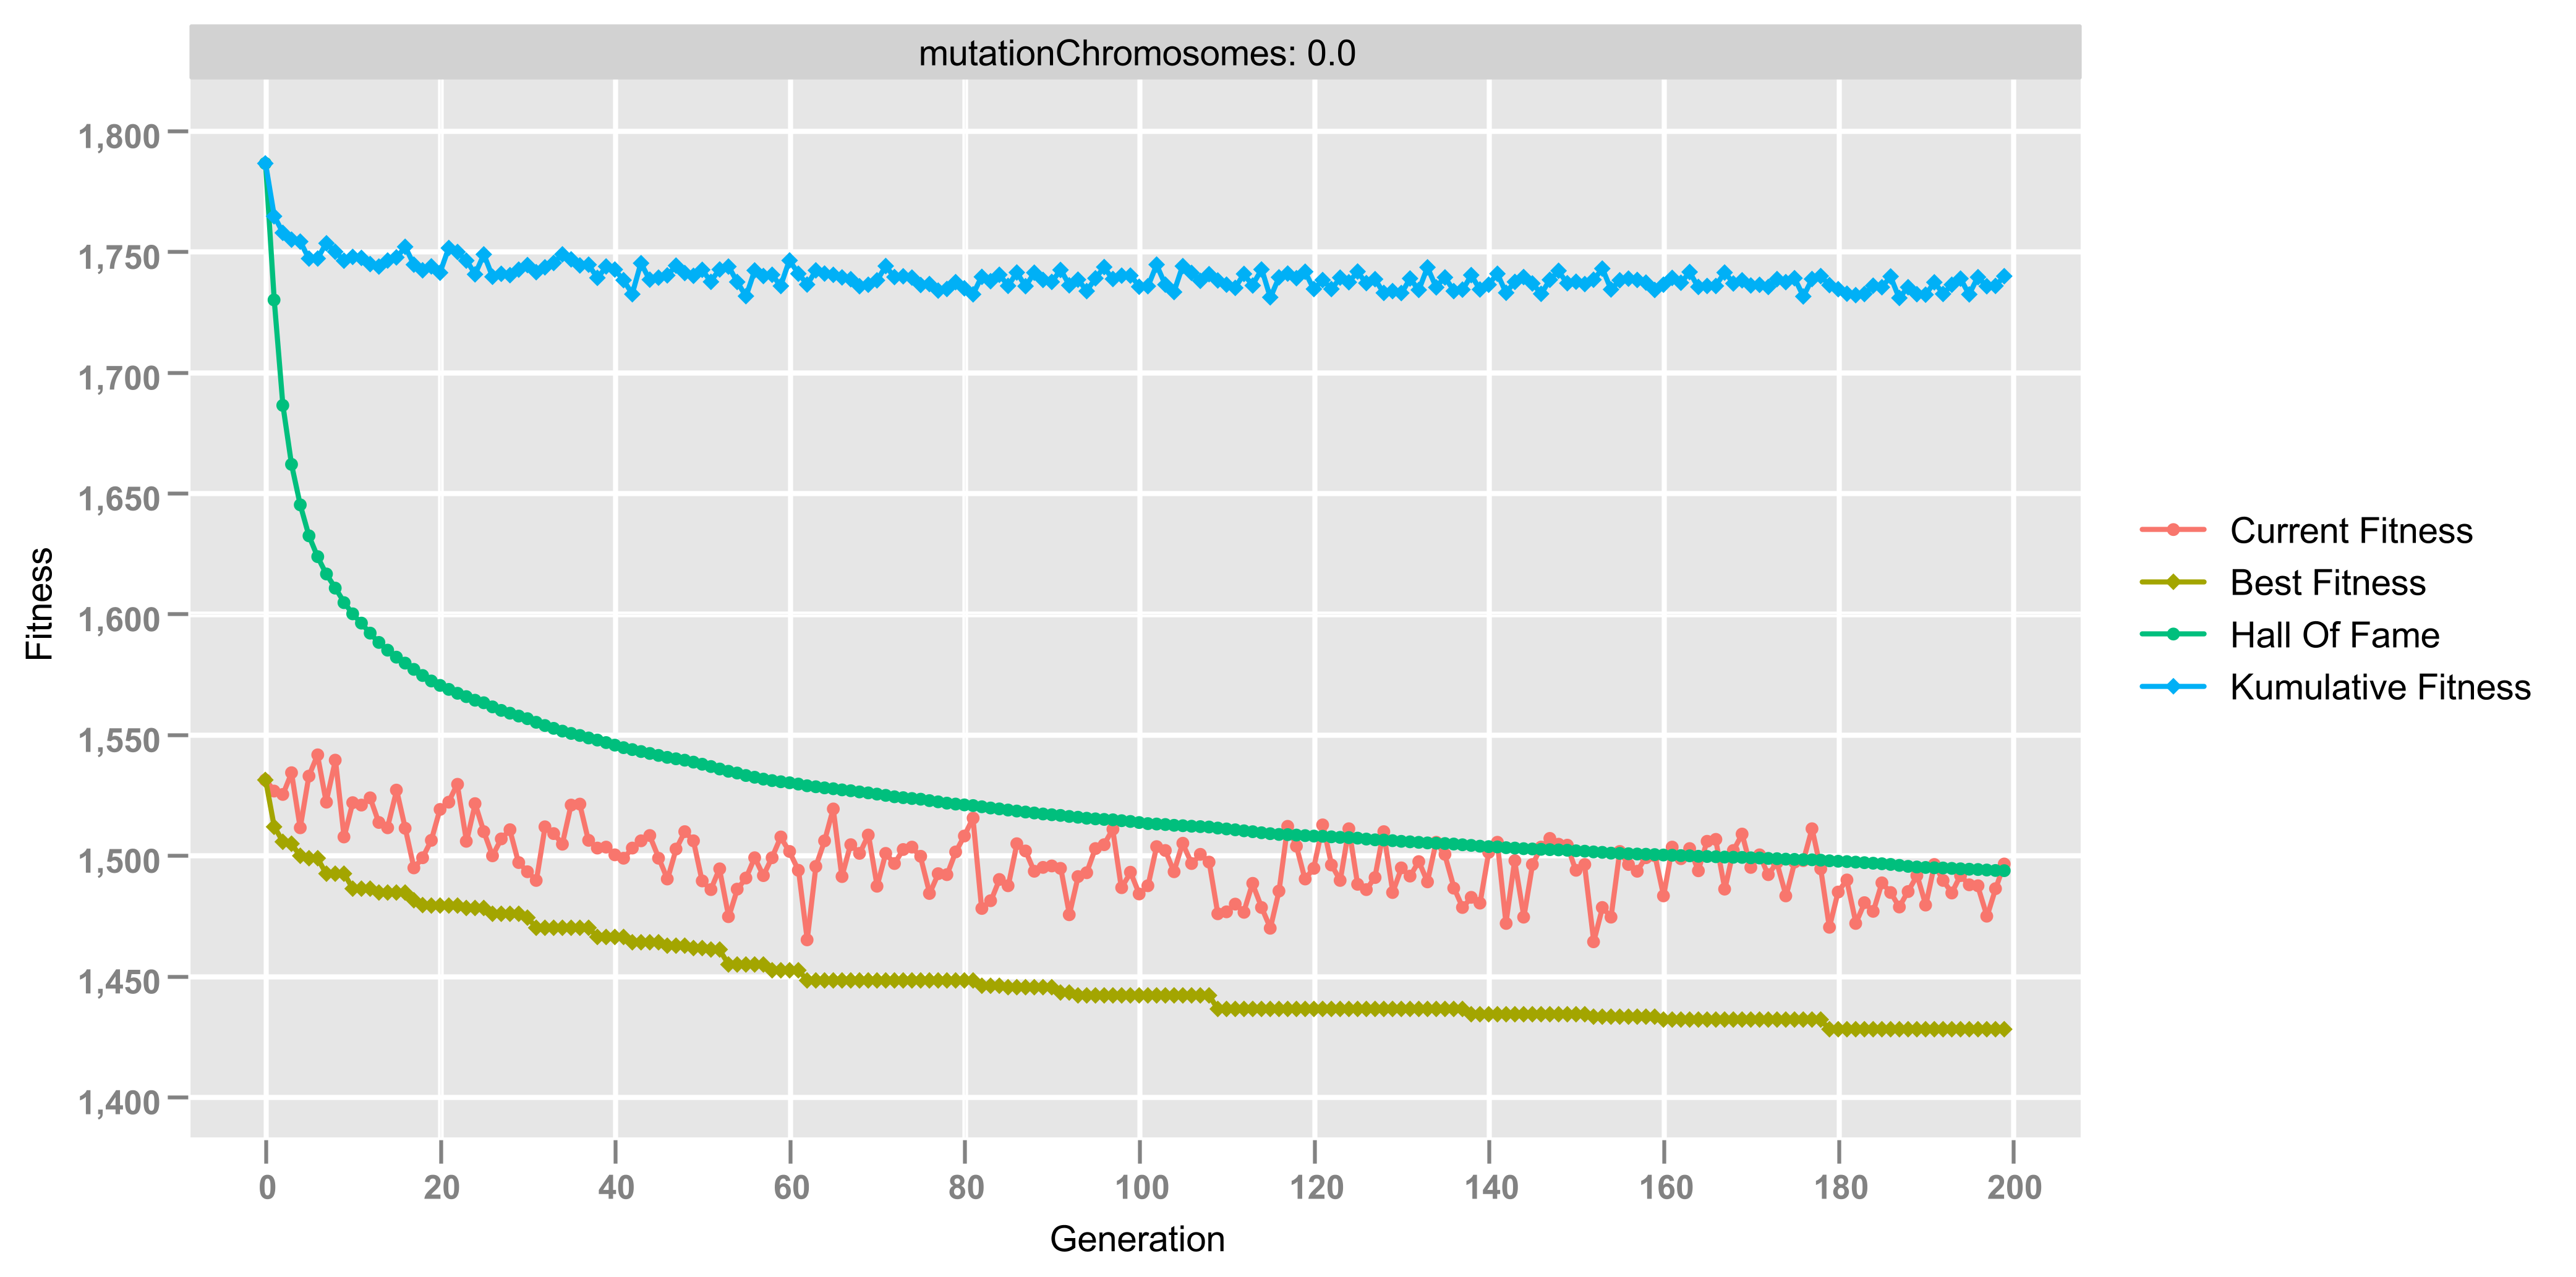 mutationChromosomes: 0.0
1,800
1,750
1,700
1,650
1,600
1,550
1,500
1,450
1,400
Fitness
0 20 40 60 80 100 120 140 160 180 200
Generation
Current Fitness
Best Fitness
Hall Of Fame
Kumulative Fitness